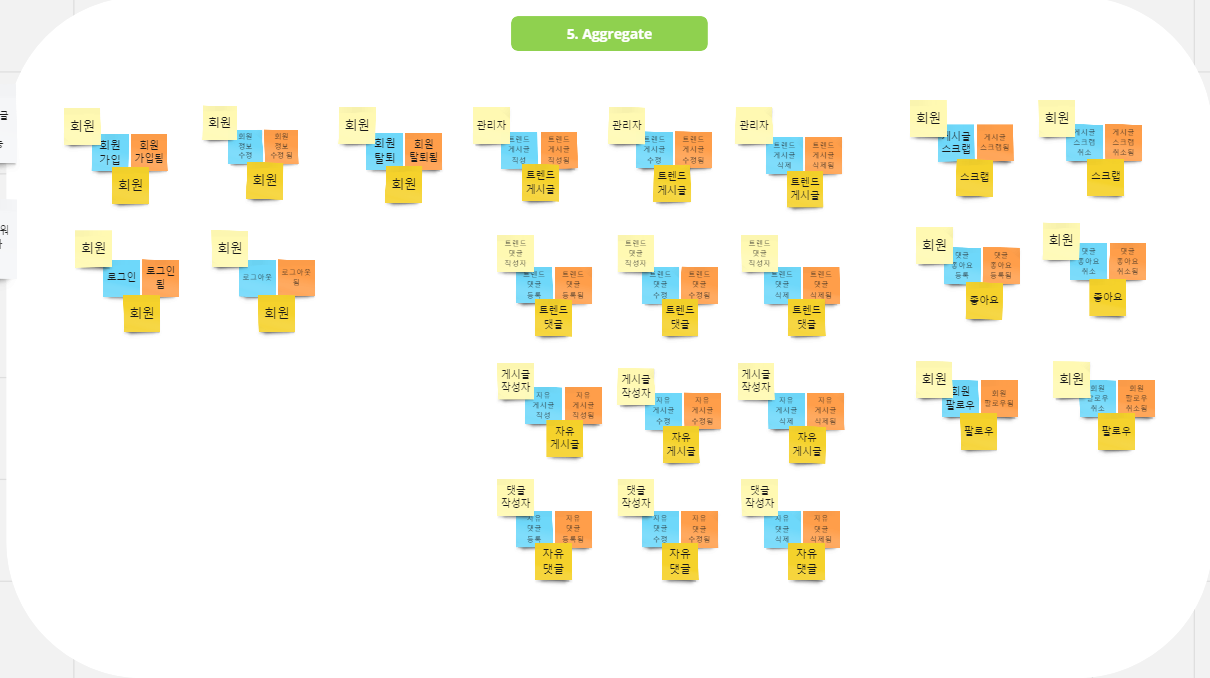 5. Aggregate
글
회원
회원
가입
회원
가입됨
회원
회원
회원
정보
수정
회원
정보
수정됨
회원
회원
회원
탈퇴
회원
탈퇴됨
회원
관리자
트렌드
게시글
작성
트렌드
게시글
작성됨
트렌드
게시글
관리자
트렌드
게시글
수정
트렌드
게시글
수정됨
트렌드
게시글
관리자
트렌드
게시글
삭제
트렌드
게시글
삭제됨
트렌드
게시글
회원
게시글
스크랩
게시글
스크랩됨
스크랩
회원
게시글
스크랩
취소
게시글
스크랩
취소됨
스크랩
회원
로그인
로그인
됨
회원
회원
로그아웃
로그아웃
됨
회원
트렌드
댓글
작성자
트렌드
댓글
등록
트렌드
댓글
등록됨
트렌드
댓글
트렌드
댓글
작성자
트렌드
댓글
수정
트렌드
댓글
수정됨
트렌드
댓글
트렌드
댓글
작성자
트렌드
댓글
삭제
트렌드
댓글
삭제됨
트렌드
댓글
회원
댓글
좋아요
등록
댓글
좋아요
등록됨
좋아요
회원
댓글
좋아요
취소
댓글
좋아요
취소됨
좋아요
게시글
작성자
자유
게시글
작성
자유
게시글
작성됨
자유
게시글
게시글
작성자
자유
게시글
수정
자유
게시글
수정됨
자유
게시글
게시글
작성자
자유
게시글
삭제
자유
게시글
삭제됨
자유
게시글
회원
회원
팔로우
회원
팔로우됨
팔로우
회원
회원
팔로우
취소
회원
팔로우
취소됨
팔로우
댓글
작성자
자유
댓글
등록
자유
댓글
등록됨
자유
댓글
댓글
작성자
자유
댓글
수정
자유
댓글
수정됨
자유
댓글
댓글
작성자
자유
댓글
삭제
자유
댓글
삭제됨
자유
댓글